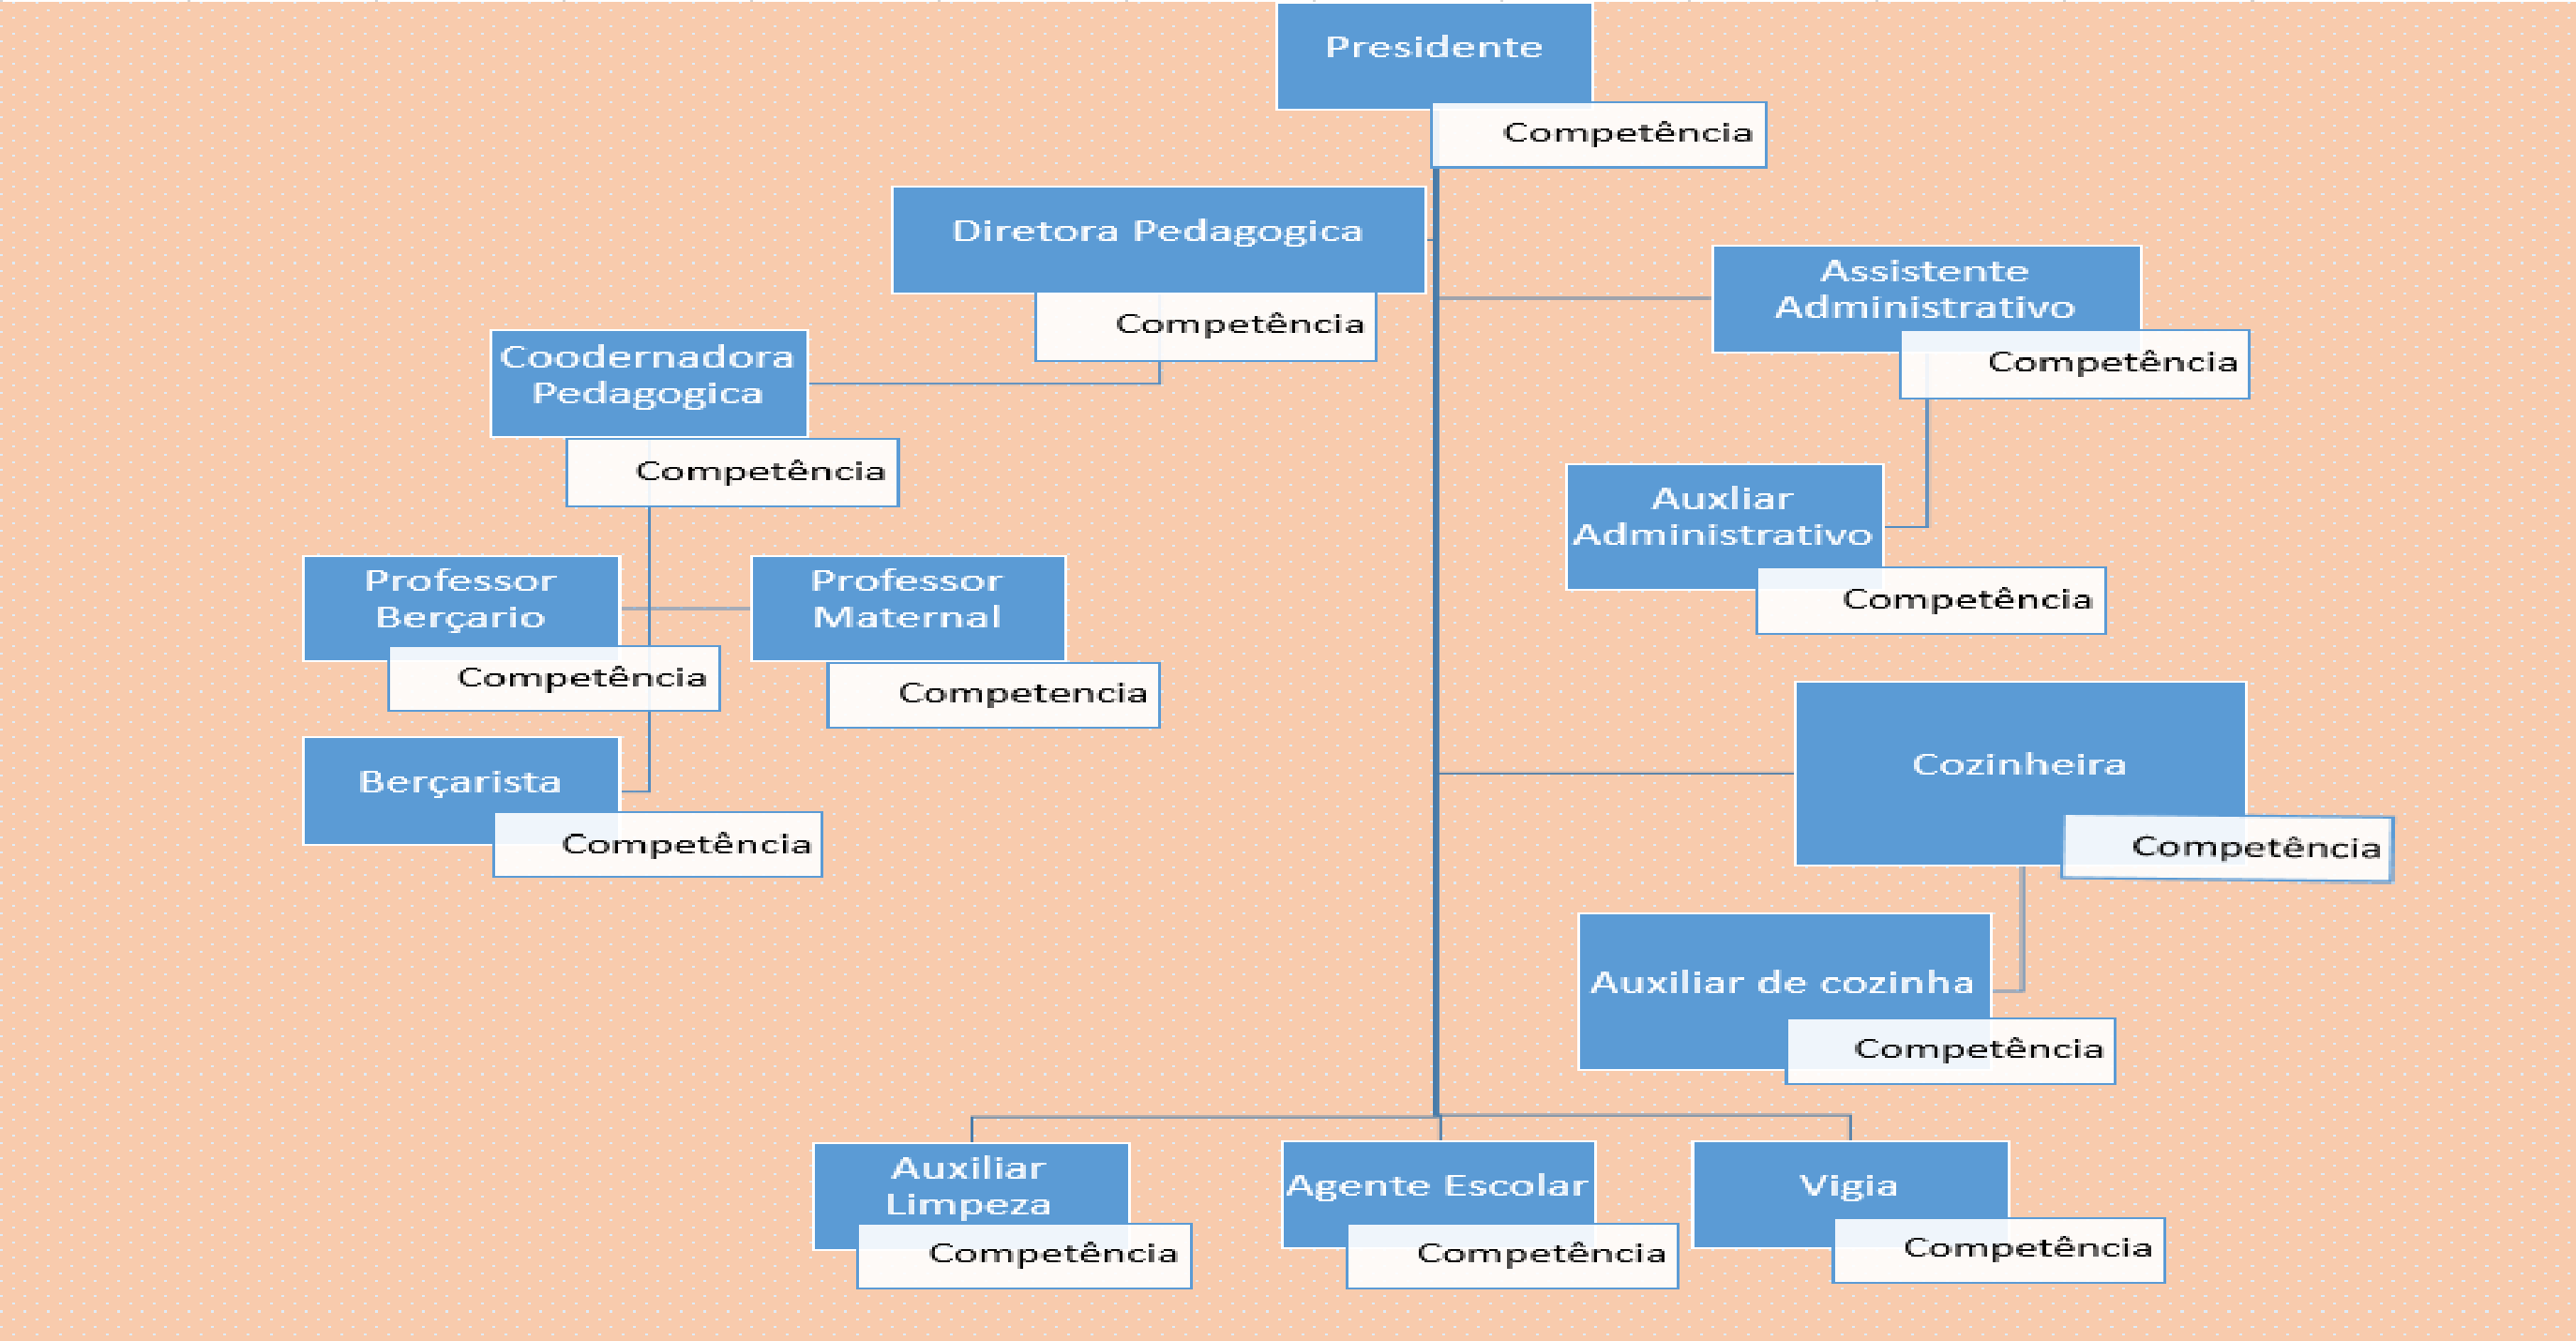 Presidente
Competência
Diretora Pedagogica
Competência
Assistente
Administrativo
Competência
Coodernadora
Pedagogica
Competência
Auxliar
Administrativo
Competência
Professor
Berçario
Competência
Professor
Maternal
Competencia
Berçarista
Competência
Cozinheira
Competência
Auxiliar de cozinha
Competência
Auxiliar
Limpeza
Competência
Agente Escolar
Competência
Vigia
Competência